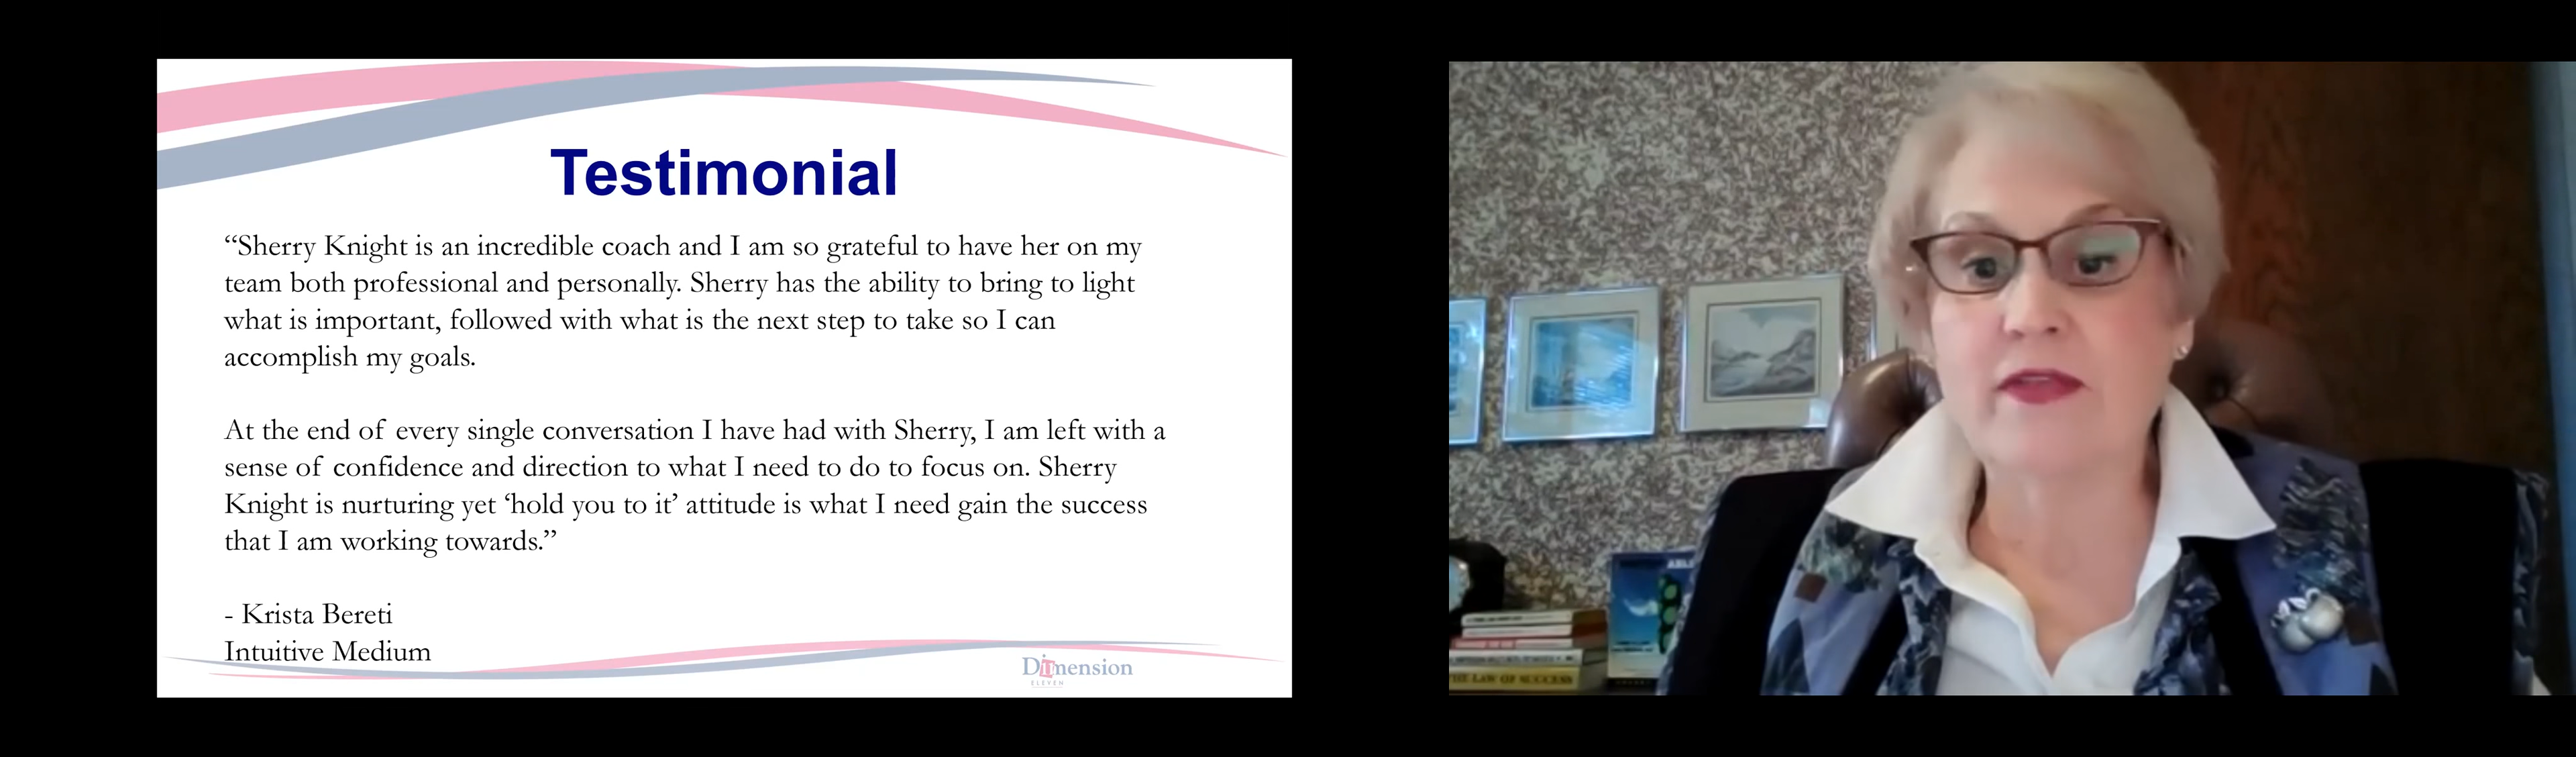 Testimonial
“Sherry Knight is an incredible coach and I am so grateful to have her on my
team both professional and personally. Sherry has the ability to bring to light
what is important, followed with what is the next step to take so I can
accomplish my goals.
At the end of every single conversation I have had with Sherry, I am left with a
sense of confidence and direction to what I need to do to focus on. Sherry
Knight is nurturing yet ‘hold you to it’ attitude is what I need gain the success
that I am working towards.”
- Krista Bereti
Intuitive Medium
Dimension
ELEVEN
THE LAW OF SUCCESS